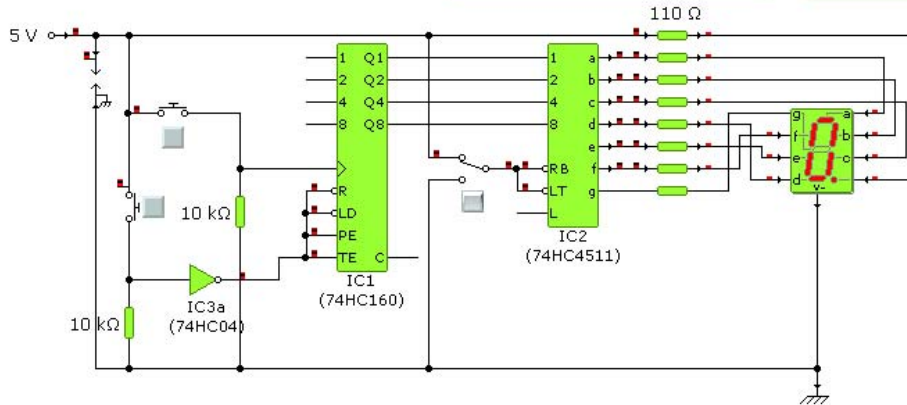 110 Ω
5 V
1 Q1
2 Q2
4 Q4
8 Q8
R
LD
PE
TE C
IC1
(74HC160)
1 a
2 b
4 c
8 d
e
RB f
LT g
L
IC2
(74HC4511)
g a
f b
e c
d
v-
10 kΩ
IC3a
(74HC04)
10 kΩ